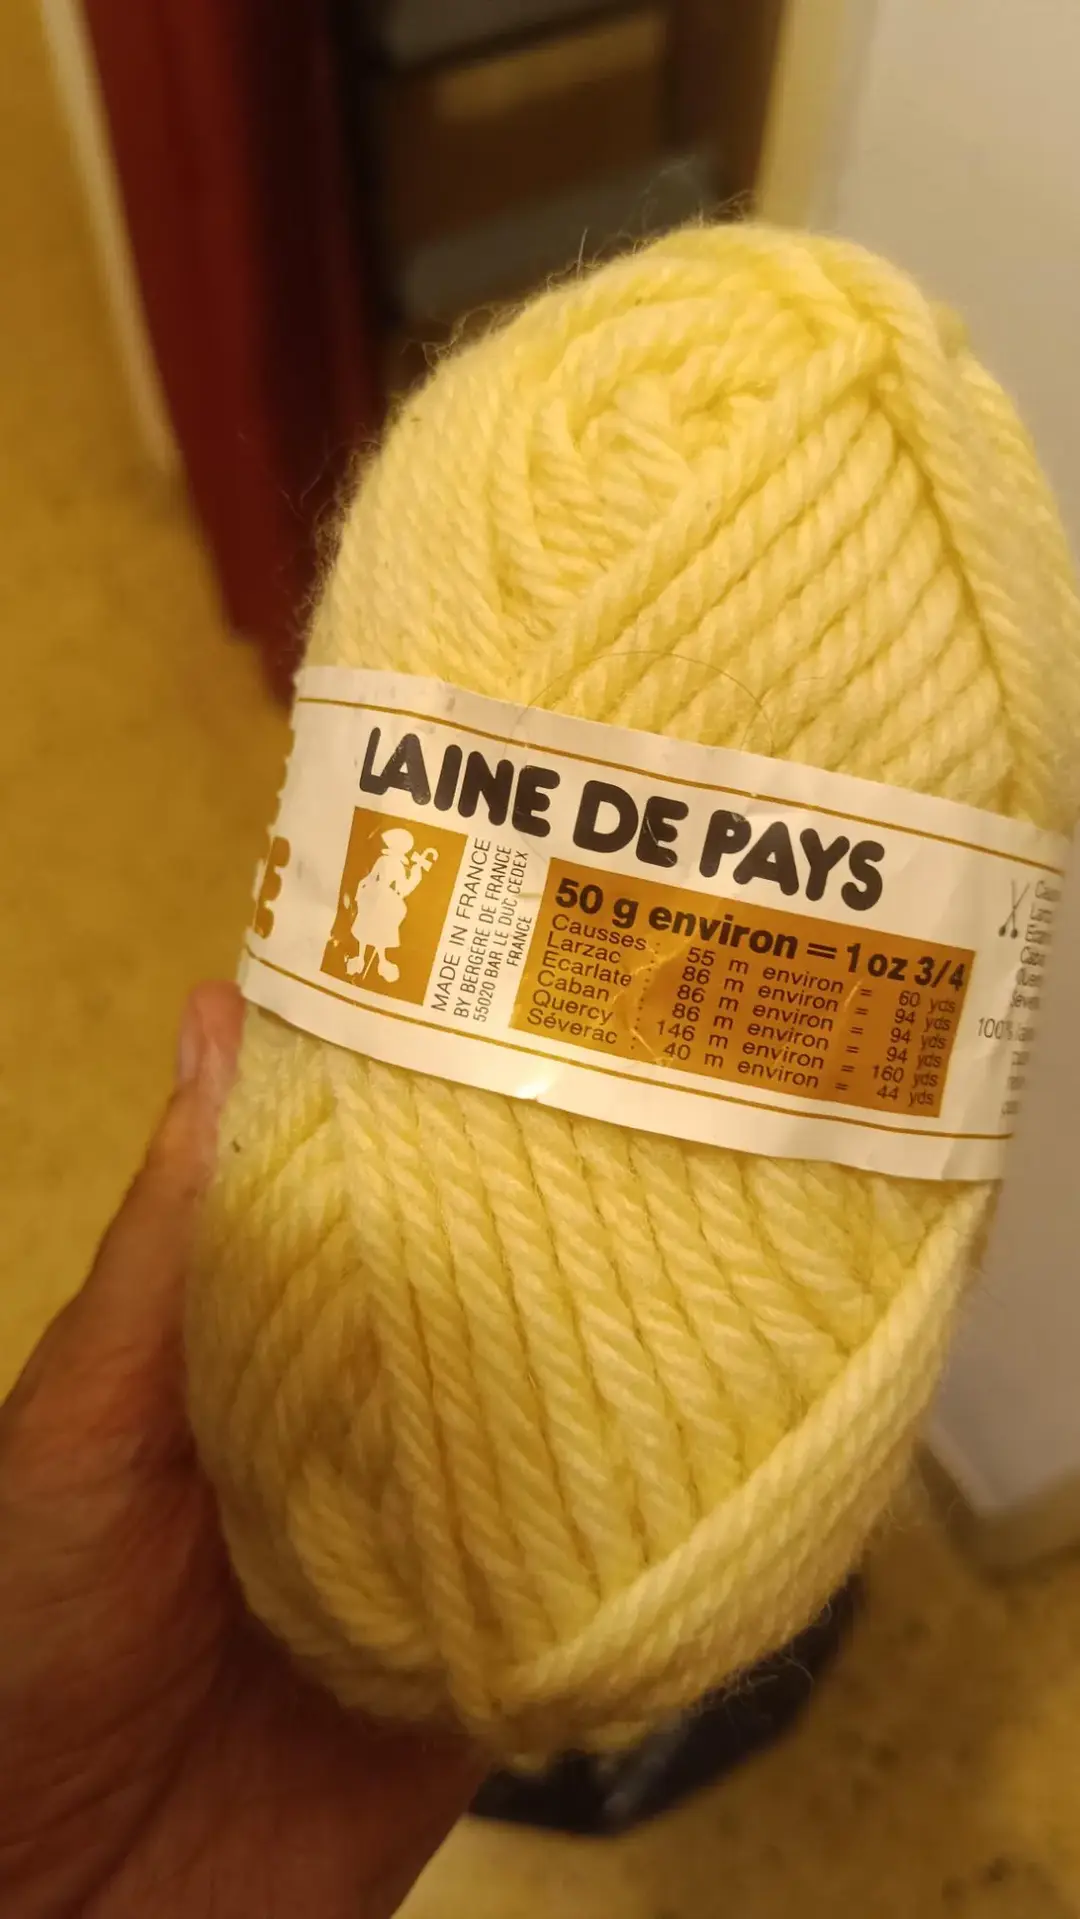 LAINE DE PAYS
MADE IN FRANCE
BY BERGERE DE FRANCE
55020 BAR LE DUC CEDEX
FRANCE
50 g environ = 1 oz 3/4
Causses : 55 m environ = 60 yds
Larzac : 86 m environ = 94 yds
Ecarlate : 86 m environ = 94 yds
Caban : 86 m environ = 94 yds
Quercy : 146 m environ = 160 yds
Séverac : 40 m environ = 44 yds
100%